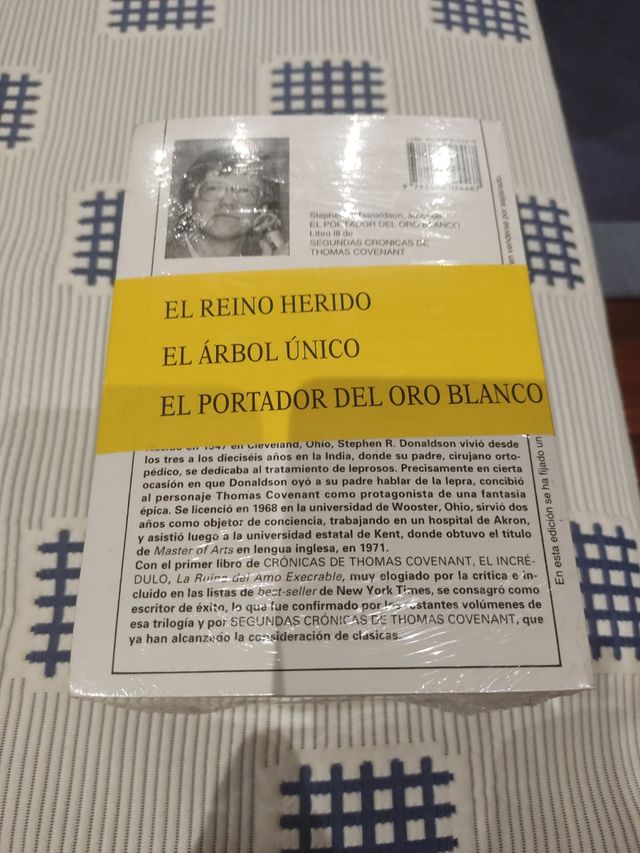 9 788
24467
Stephen R. Donaldson, autor de
EL PORTADOR DEL ORO BLANCO
Libro III de
SEGUNDAS CRONICAS DE
THOMAS COVENANT
EL REINO HERIDO
EL ÁRBOL ÚNICO
EL PORTADOR DEL ORO BLANCO
Nacido en 1947 en Cleveland, Ohio, Stephen R. Donaldson vivió desde
los tres a los dieciséis años en la India, donde su padre, cirujano orto-
pédico, se dedicaba al tratamiento de leprosos. Precisamente en cierta
ocasión en que Donaldson oyó a su padre hablar de la lepra, concibió
al personaje Thomas Covenant como protagonista de una fantasía
épica. Se licenció en 1968 en la universidad de Wooster, Ohio, sirvió dos
años como objetor de conciencia, trabajando en un hospital de Akron,
y asistió luego a la universidad estatal de Kent, donde obtuvo el título
de Master of Arts en lengua inglesa, en 1971.
Con el primer libro de CRÓNICAS DE THOMAS COVENANT, EL INCRÉ-
DULO, La Ruina del Amo Execrable, muy elogiado por la crítica e in-
cluido en las listas de best-seller de New York Times, se consagró como
escritor de éxito, lo que fue confirmado por los restantes volúmenes de
esa trilogía y por SEGUNDAS CRÓNICAS DE THOMAS COVENANT, que
ya han alcanzado la consideración de clásicas.
En esta edición se ha fijado un
en venderse por separado.